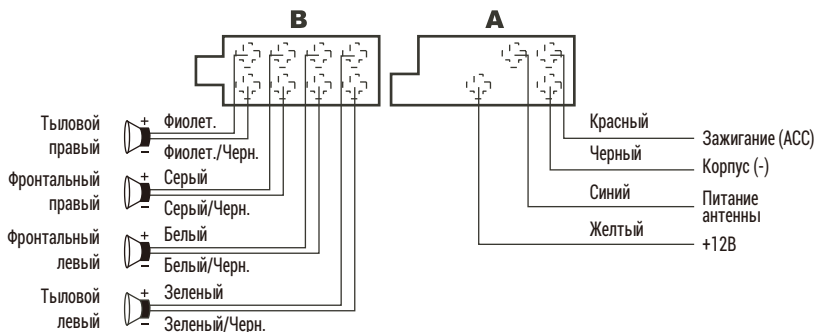 B
A
Тыловой
правый
+ Фиолет.
– Фиолет./Черн.
Фронтальный
правый
+ Серый
– Серый/Черн.
Фронтальный
левый
+ Белый
– Белый/Черн.
Тыловой
левый
+ Зеленый
– Зеленый/Черн.
Красный
Зажигание (ACC)
Черный
Корпус (-)
Синий
Питание
антенны
Желтый
+12В